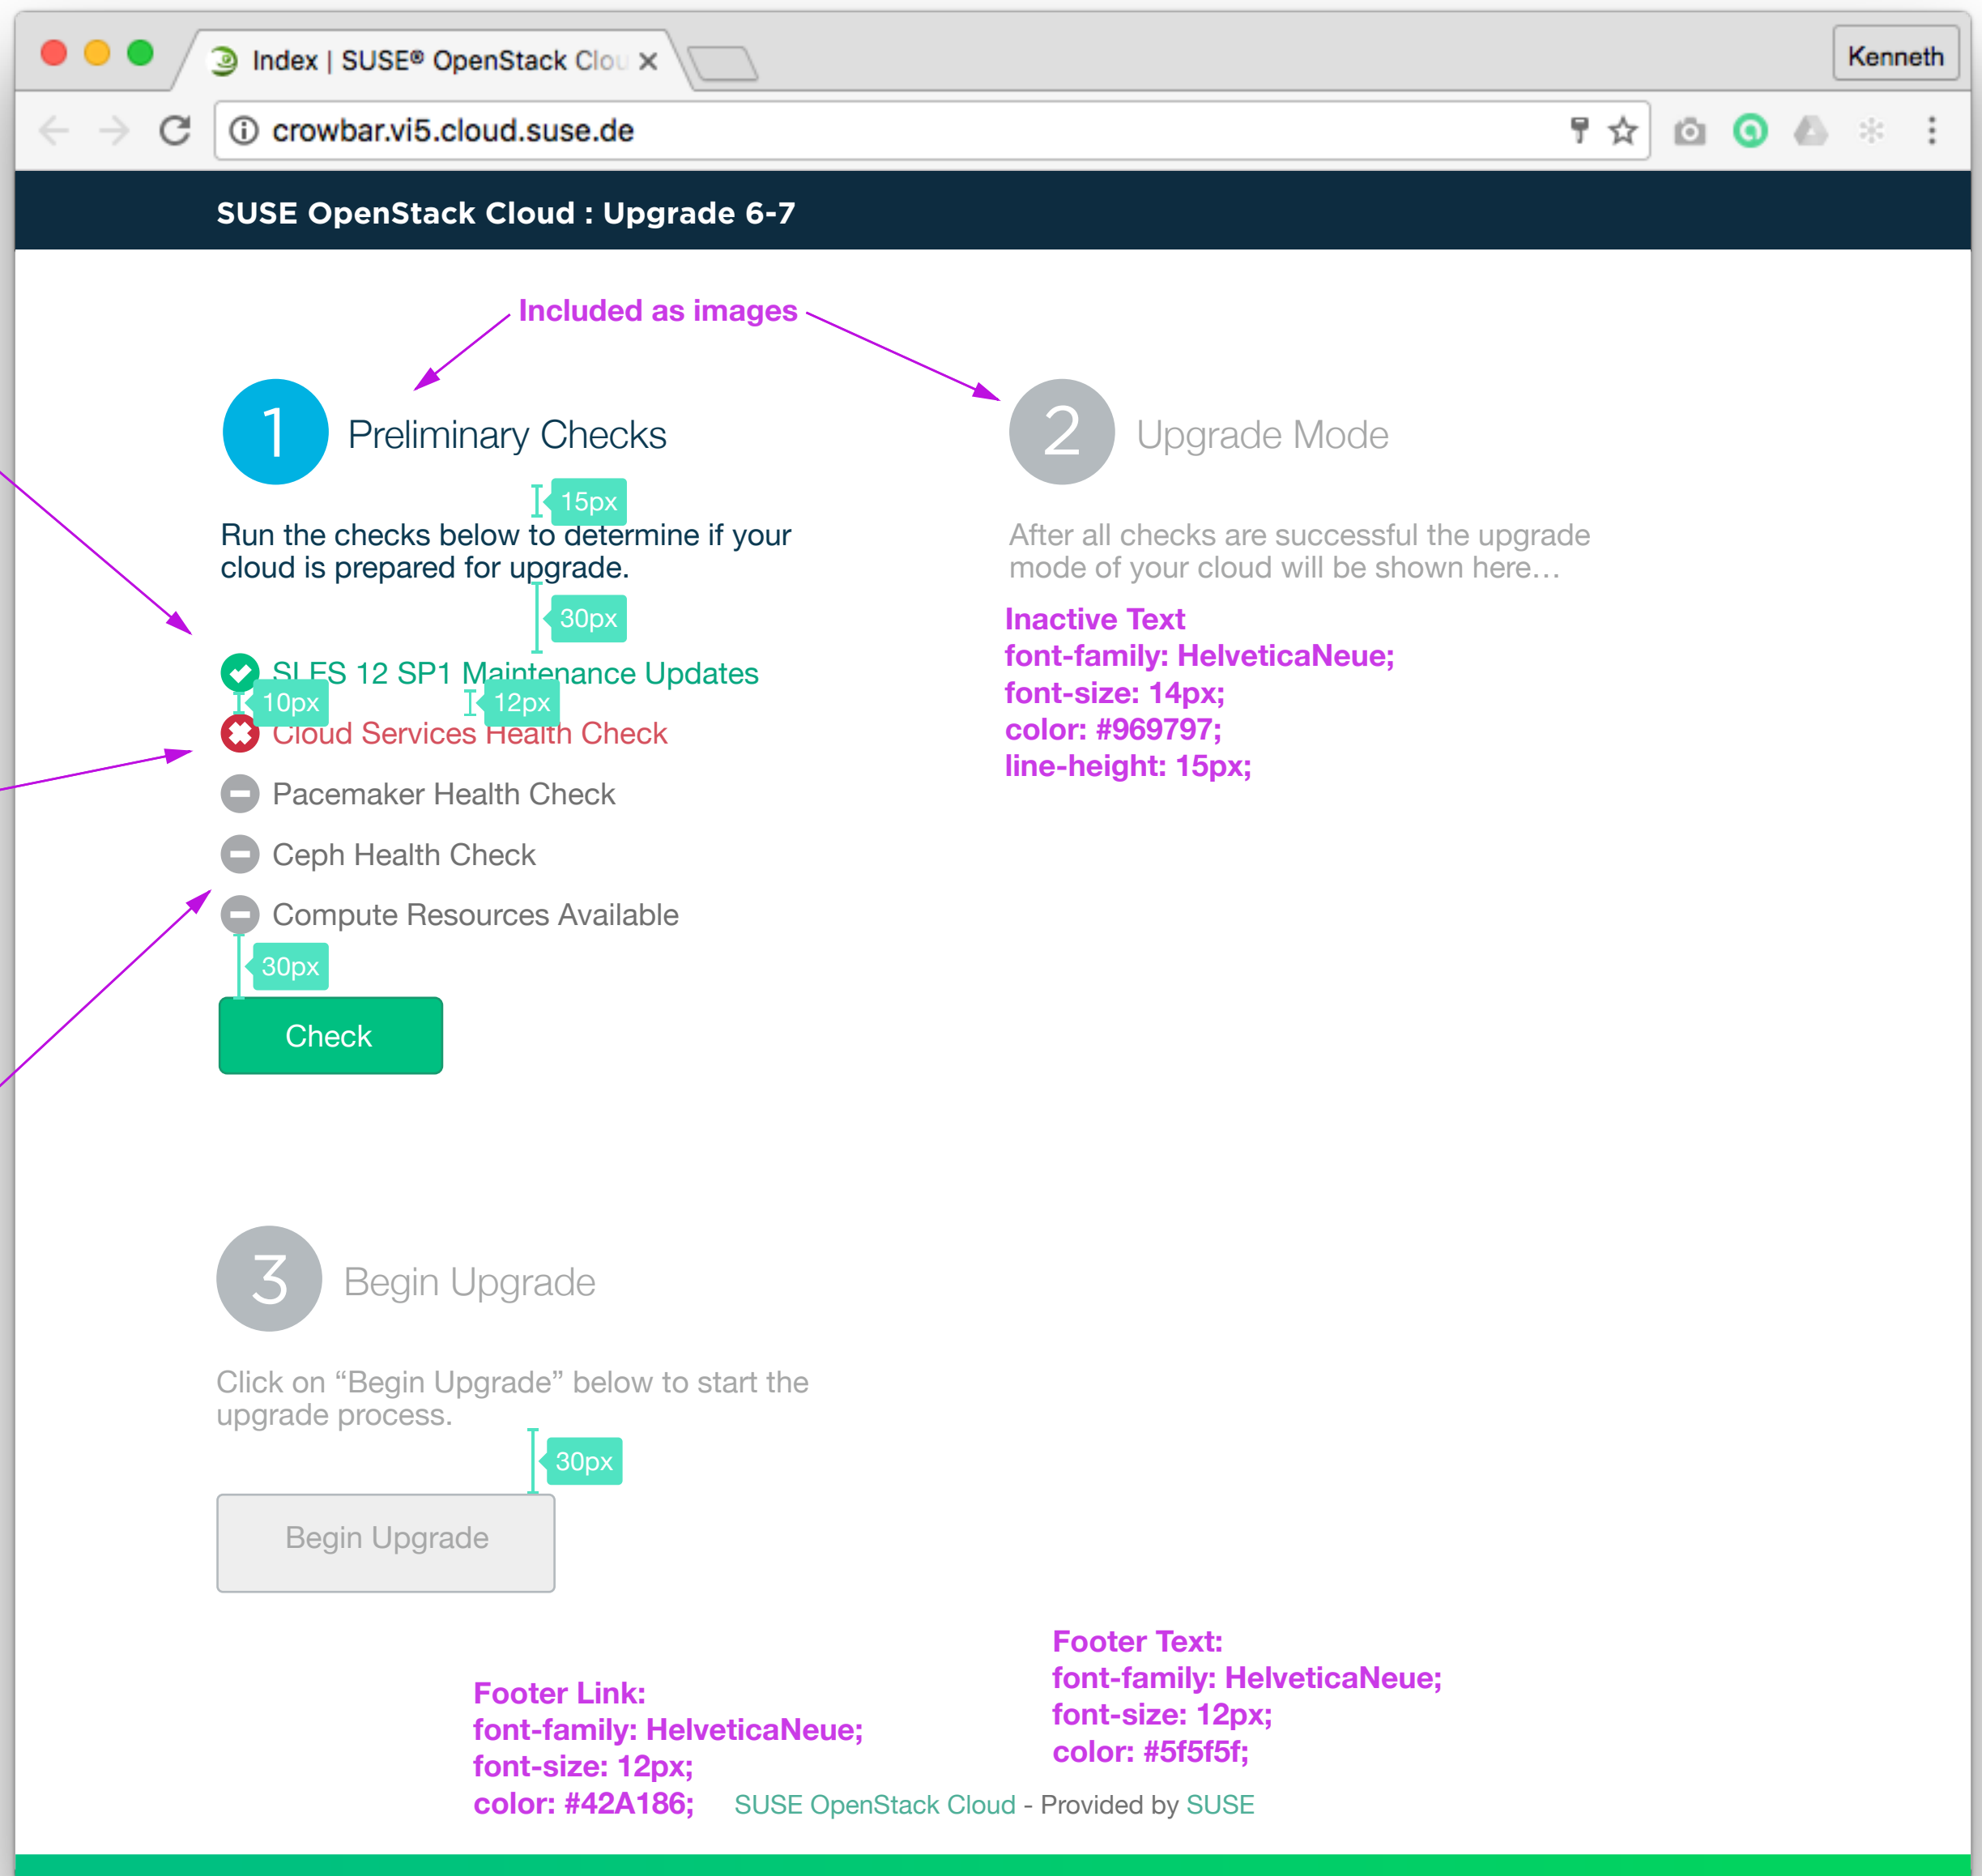 Index | SUSE® OpenStack Clou
Kenneth
crowbar.vi5.cloud.suse.de
SUSE OpenStack Cloud : Upgrade 6-7
Included as images
1 Preliminary Checks
15px
Run the checks below to determine if your
cloud is prepared for upgrade.
30px
SLES 12 SP1 Maintenance Updates
10px
12px
Cloud Services Health Check
Pacemaker Health Check
Ceph Health Check
Compute Resources Available
30px
Check
2 Upgrade Mode
After all checks are successful the upgrade
mode of your cloud will be shown here…
Inactive Text
font-family: HelveticaNeue;
font-size: 14px;
color: #969797;
line-height: 15px;
3 Begin Upgrade
Click on “Begin Upgrade” below to start the
upgrade process.
30px
Begin Upgrade
Footer Link:
font-family: HelveticaNeue;
font-size: 12px;
color: #42A186;
Footer Text:
font-family: HelveticaNeue;
font-size: 12px;
color: #5f5f5f;
SUSE OpenStack Cloud - Provided by SUSE